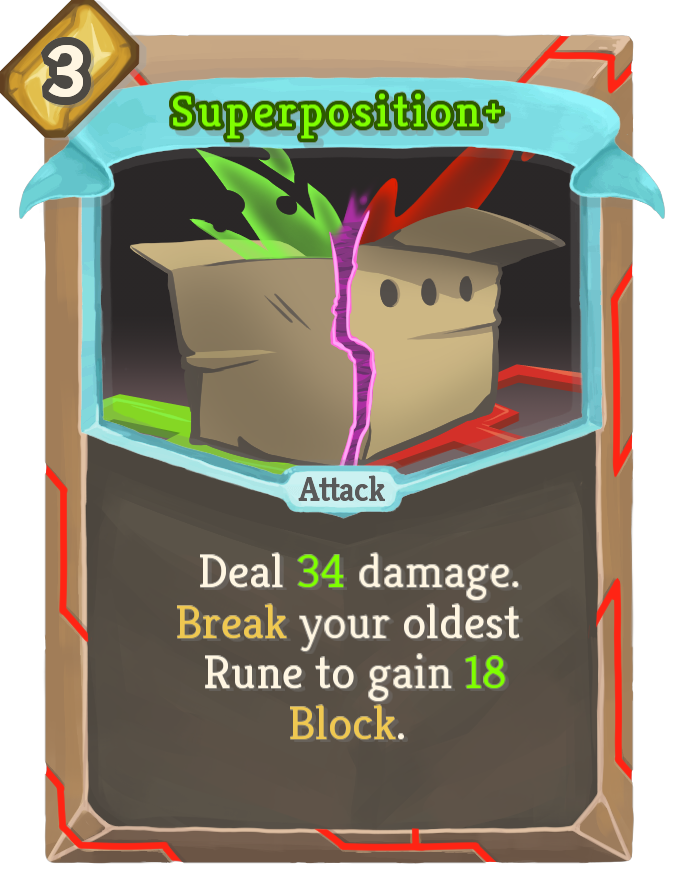 3
Superposition+
Attack
Deal 34 damage.
Break your oldest
Rune to gain 18
Block.